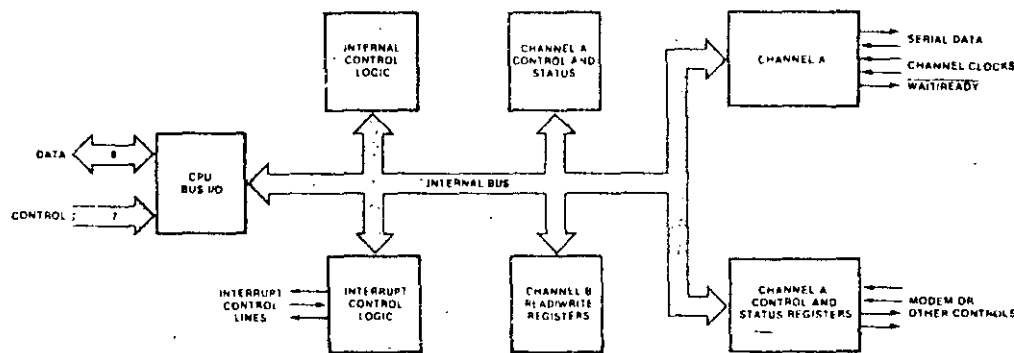 INTERNAL
CONTROL
LOGIC
CHANNEL A
CONTROL AND
STATUS
CHANNEL A
SERIAL DATA
CHANNEL CLOCKS
WAIT/READY
DATA
8
CPU
BUS I/O
INTERNAL BUS
CONTROL
7
INTERRUPT
CONTROL
LINES
INTERRUPT
CONTROL
LOGIC
CHANNEL B
READ/WRITE
REGISTERS
CHANNEL A
CONTROL AND
STATUS REGISTERS
MODEM OR
OTHER CONTROLS